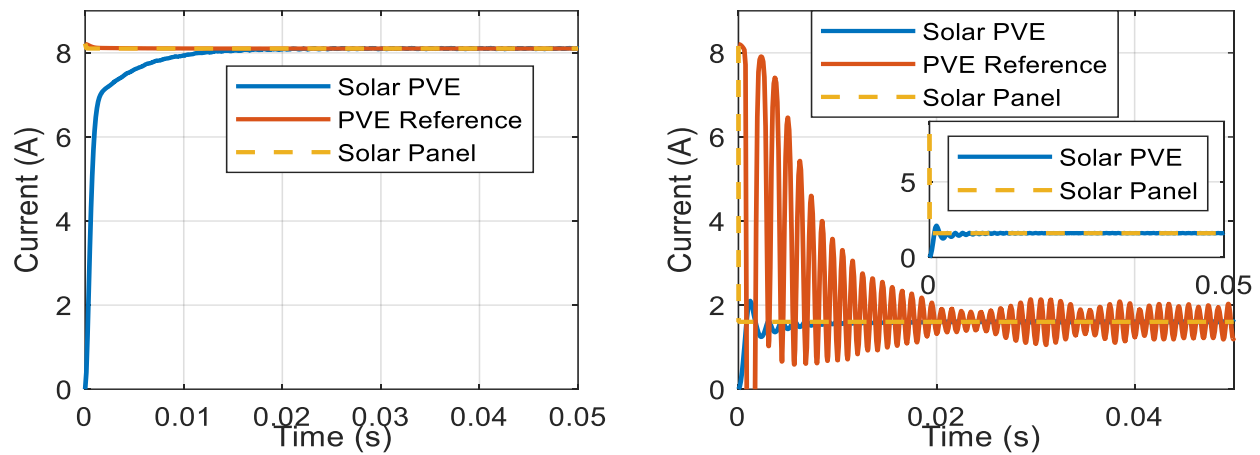 8
6
4
2
0
Current (A)
Solar PVE
PVE Reference
Solar Panel
0 0.01 0.02 0.03 0.04 0.05
Time (s)
8
6
4
2
0
Current (A)
Solar PVE
PVE Reference
Solar Panel
Solar PVE
Solar Panel
5
0
0 0.05
0 0.02 0.04
Time (s)